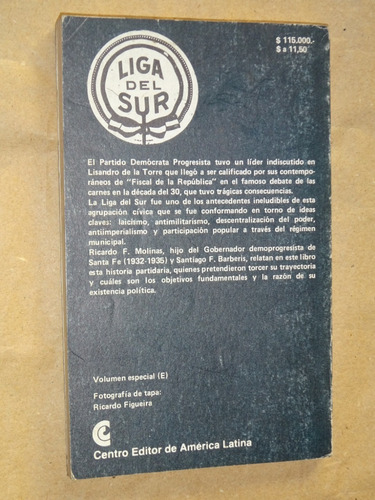 $ 115.000.-
$ a 11,50
LIGA
DEL
SUR
El Partido Demócrata Progresista tuvo un líder indiscutido en
Lisandro de la Torre que llegó a ser calificado por sus contempo-
ráneos de "Fiscal de la República" en el famoso debate de las
carnes en la década del 30, que tuvo trágicas consecuencias.
La Liga del Sur fue uno de los antecedentes ineludibles de esta
agrupación cívica que se fue conformando en torno de ideas
claves: laicismo, antimilitarismo, descentralización del poder,
antiimperialismo y participación popular a través del régimen
municipal.
Ricardo F. Molinas, hijo del Gobernador demoprogresista de
Santa Fe (1932-1935) y Santiago F. Barberis, relatan en este libro
esta historia partidaria, quienes pretendieron torcer su trayectoria
y cuáles son los objetivos fundamentales y la razón de su
existencia política.
Volumen especial (E)
Fotografía de tapa:
Ricardo Figueira
Centro Editor de América Latina